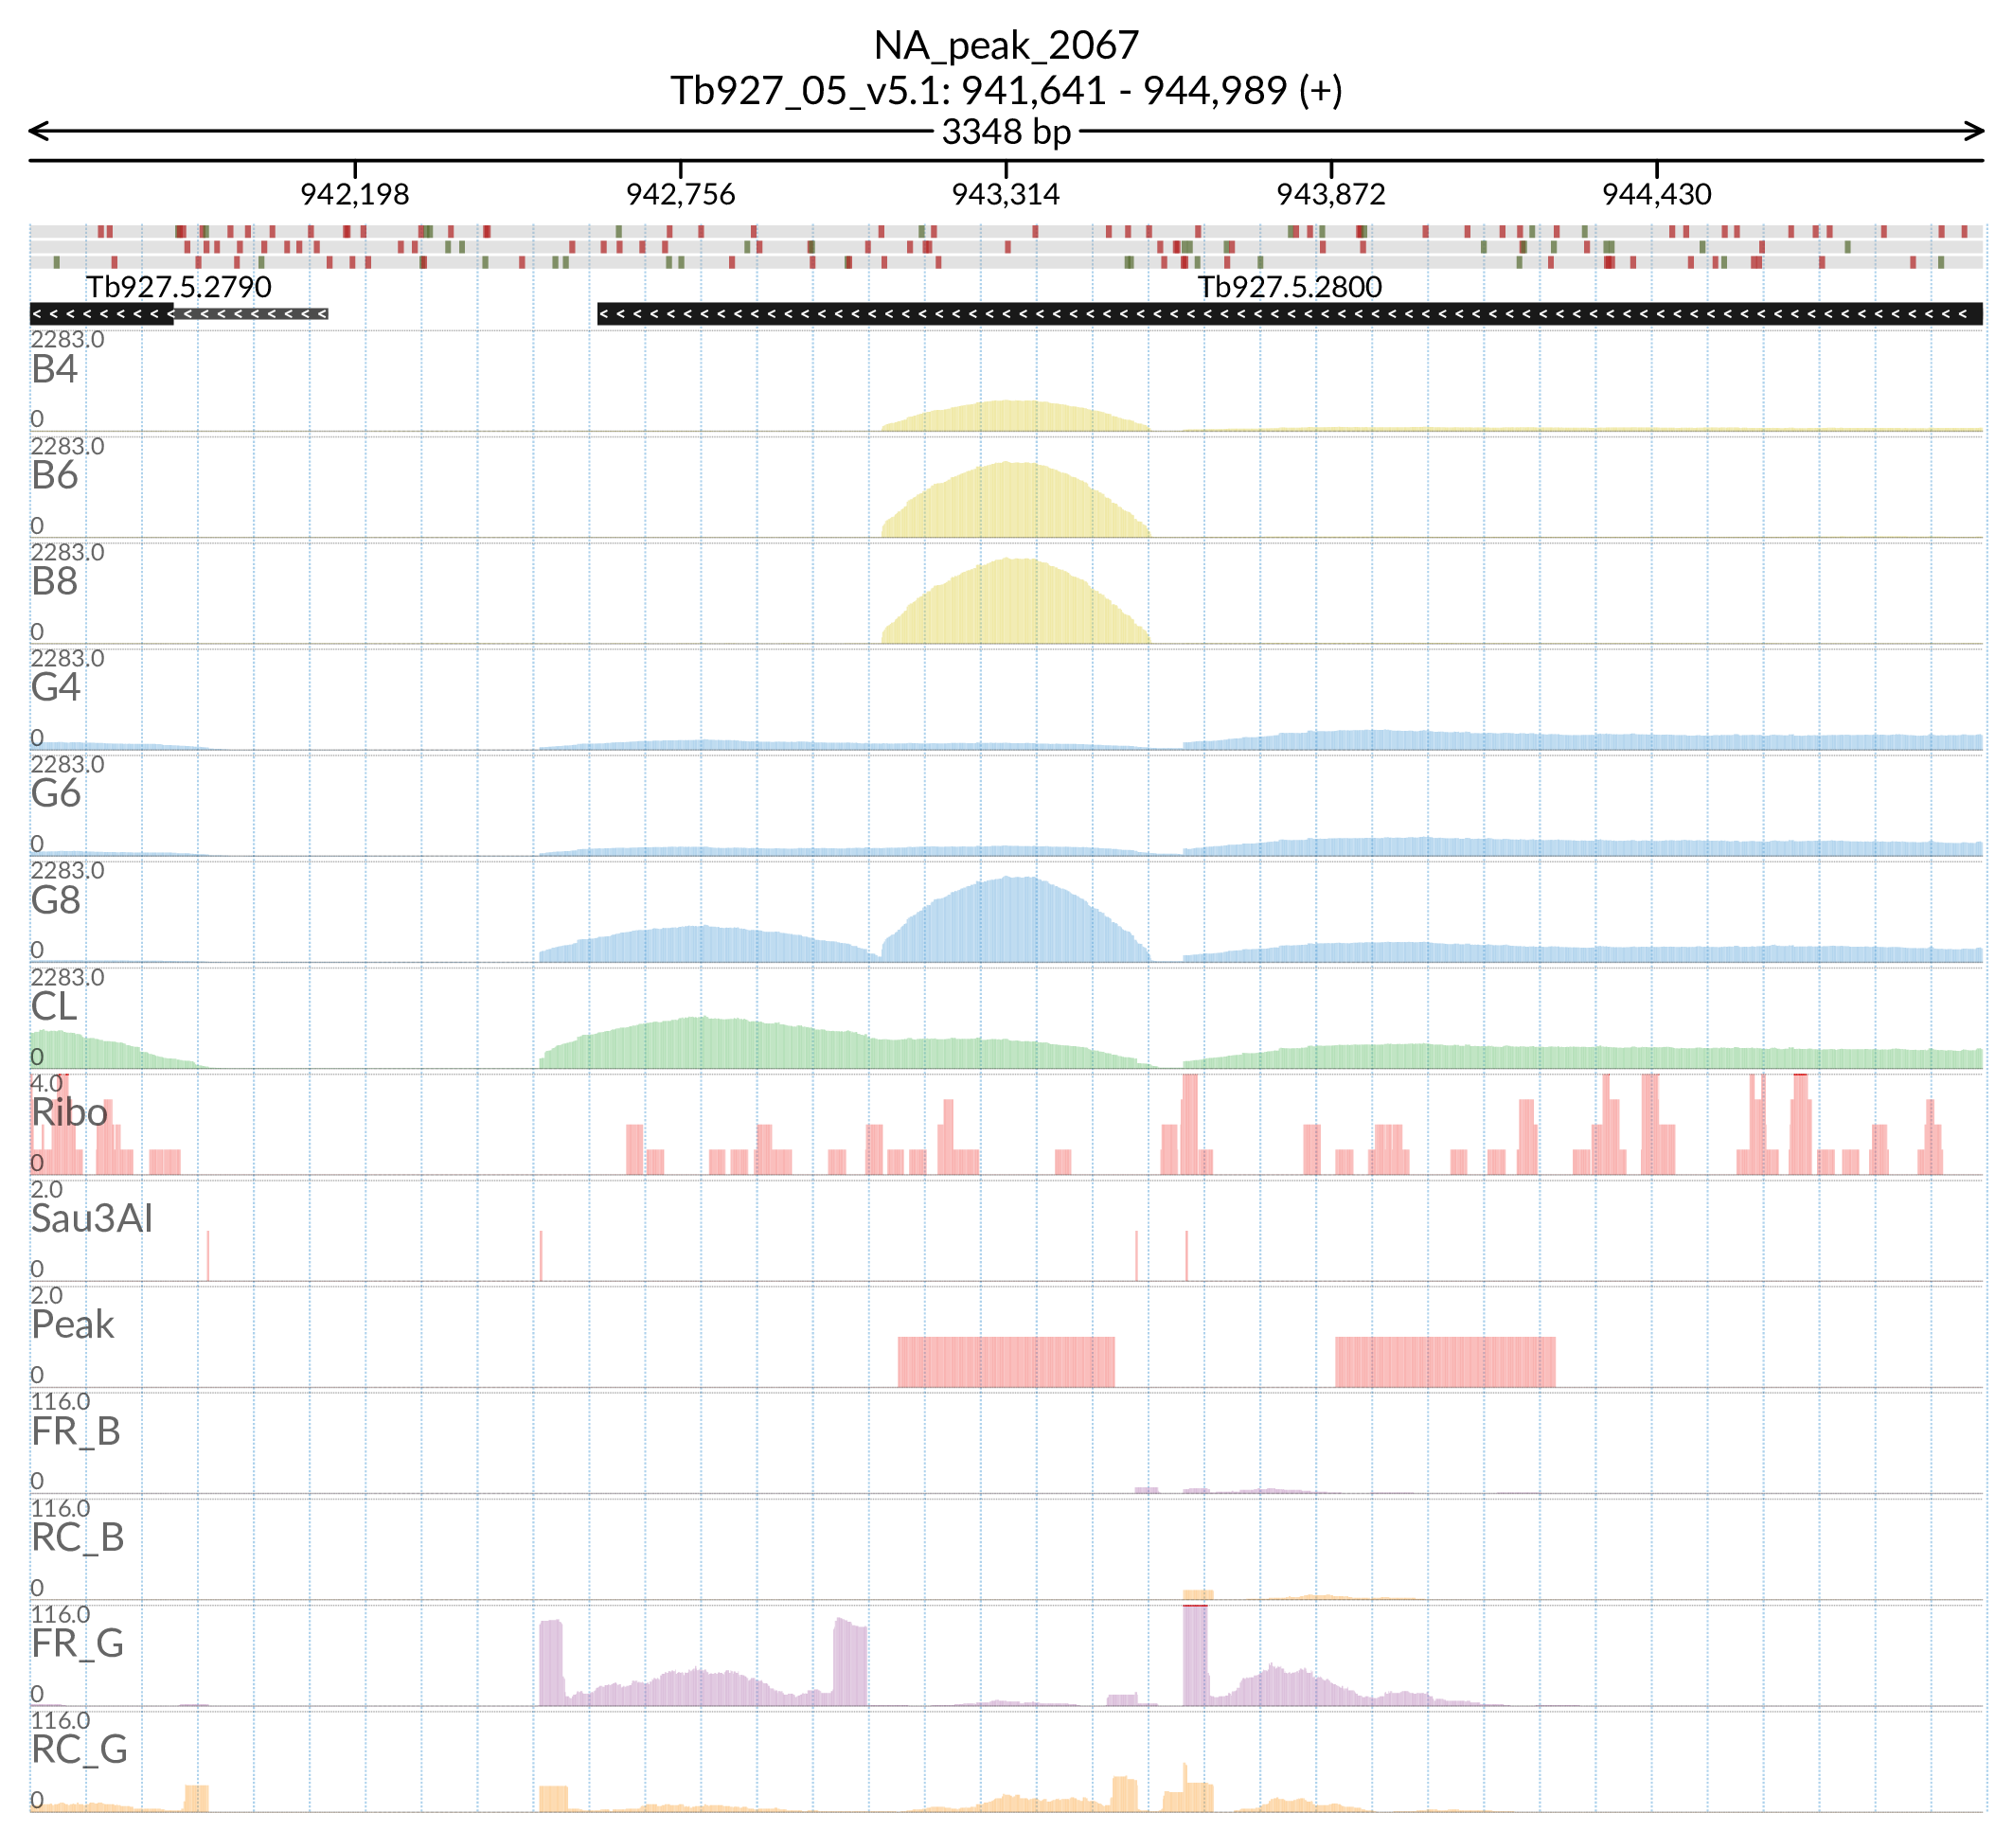 NA_peak_2067
Tb927_05_v5.1: 941,641 - 944,989 (+)
3348 bp
942,198 942,756 943,314 943,872 944,430
Tb927.5.2790 Tb927.5.2800
2283.0
B4
0
2283.0
B6
0
2283.0
B8
0
2283.0
G4
0
2283.0
G6
0
2283.0
G8
0
2283.0
CL
0
4.0
Ribo
0
2.0
Sau3AI
0
2.0
Peak
0
116.0
FR_B
0
116.0
RC_B
0
116.0
FR_G
0
116.0
RC_G
0